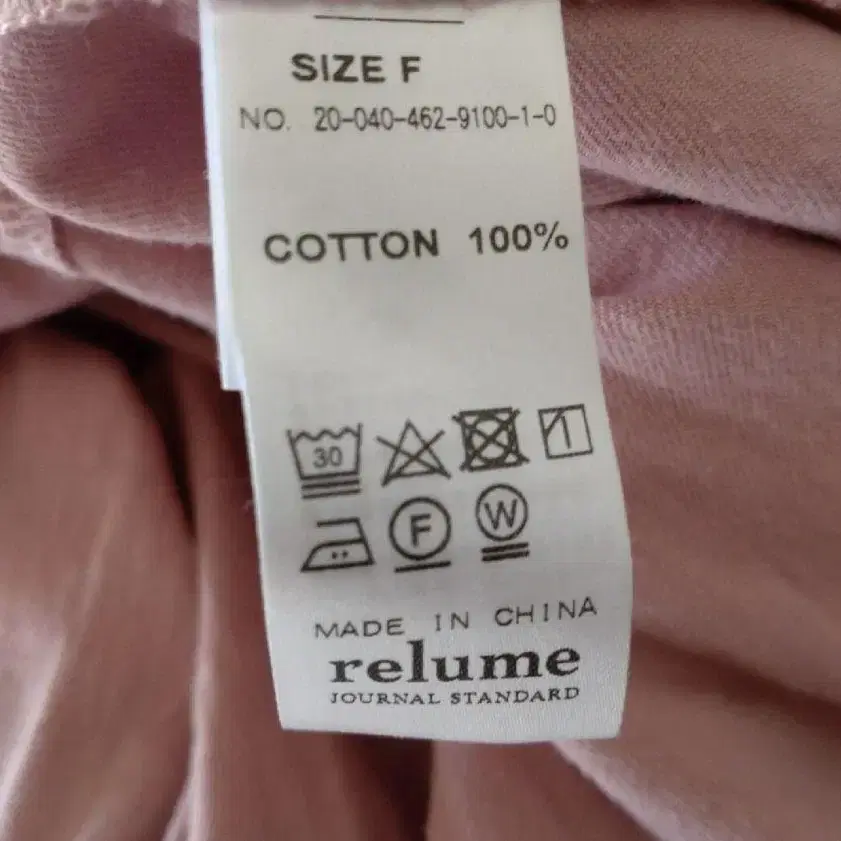 SIZE F
NO. 20-040-462-9100-1-0
COTTON 100%
30
F W
MADE IN CHINA
relume
JOURNAL STANDARD